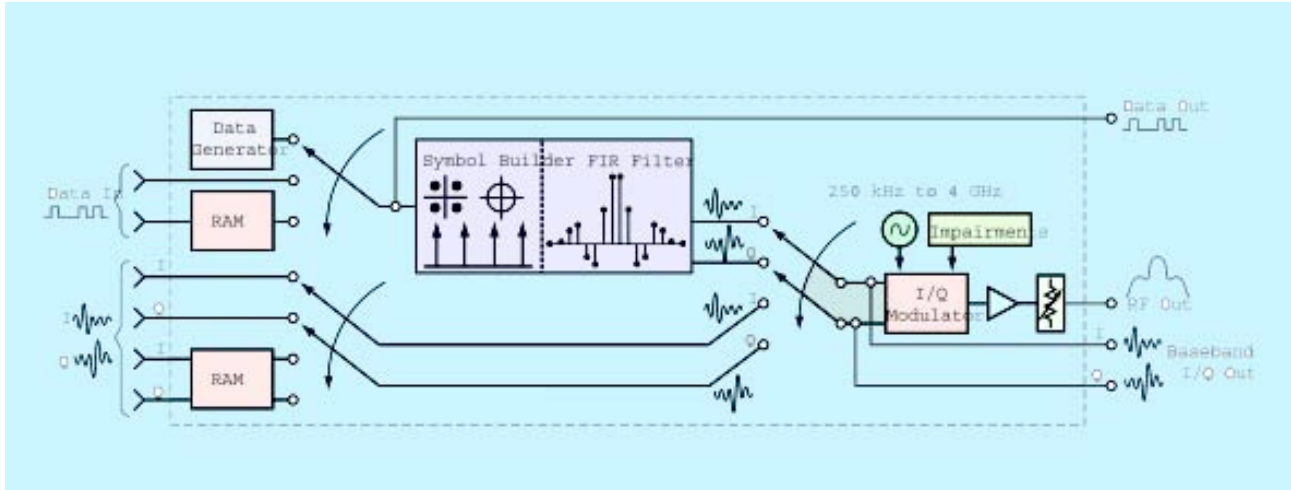 Data Out
Data
Generator
Symbol Builder FIR Filter
Data In
RAM
250 kHz to 4 GHz
I
Q
Impairments
I
Q
I
Q
I
Q
I
Q
I
Q
RAM
I/Q
Modulator
RF Out
I
Baseband
Q
I/Q Out